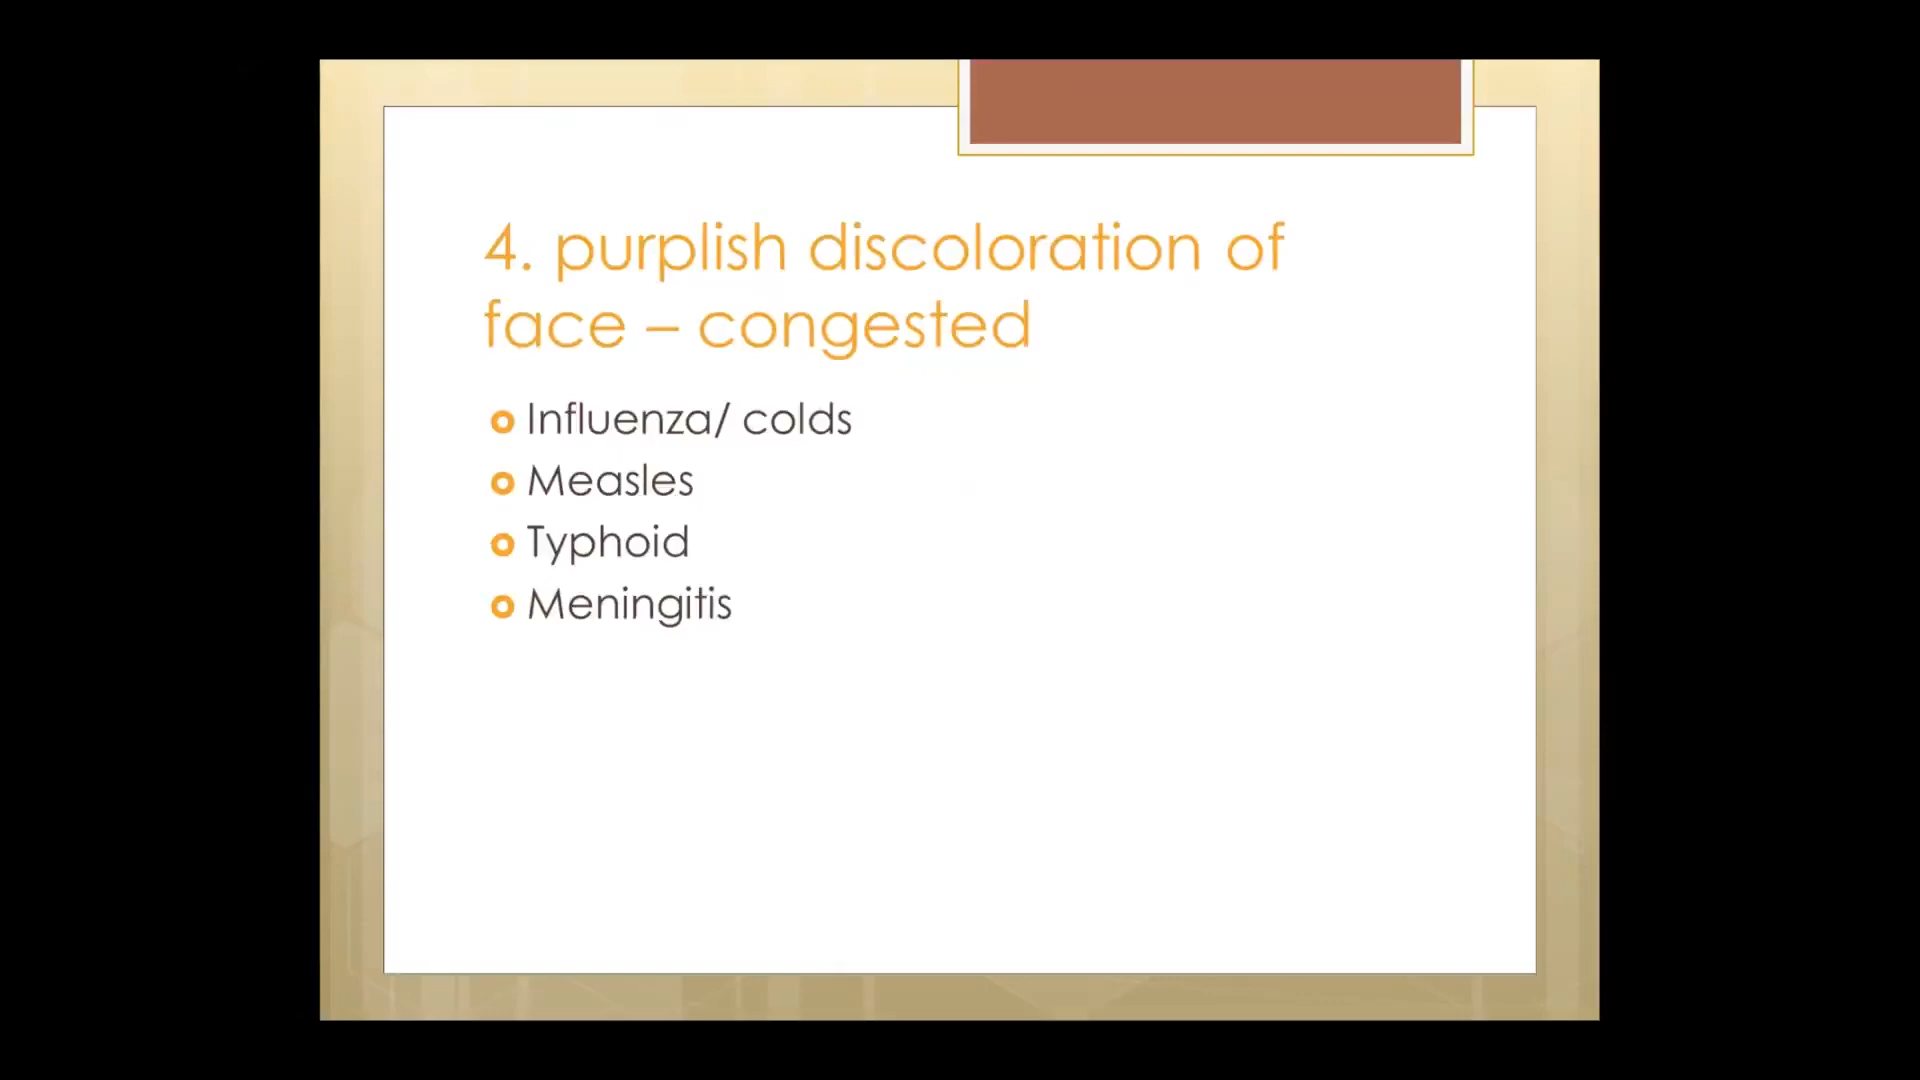 4. purplish discoloration of
face – congested
Influenza/ colds
Measles
Typhoid
Meningitis